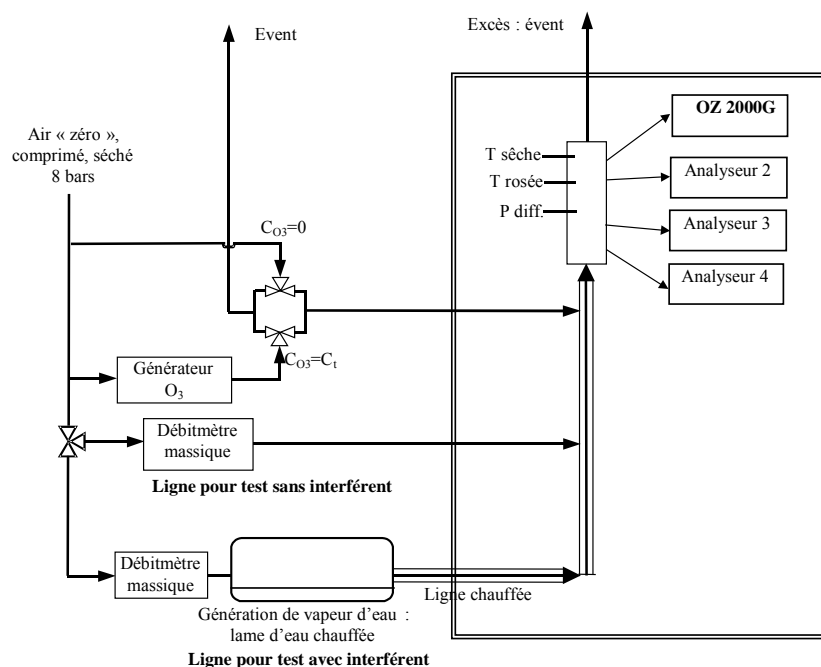 Event
Excès : évent
Air « zéro »,
comprimé, séché
8 bars
OZ 2000G
T sêche
T rosée
P diff.
Analyseur 2
Analyseur 3
Analyseur 4
CO3=0
CO3=Ct
Générateur
O3
Débitmètre
massique
Ligne pour test sans interférent
Débitmètre
massique
Ligne chauffée
Génération de vapeur d'eau :
lame d'eau chauffée
Ligne pour test avec interférent